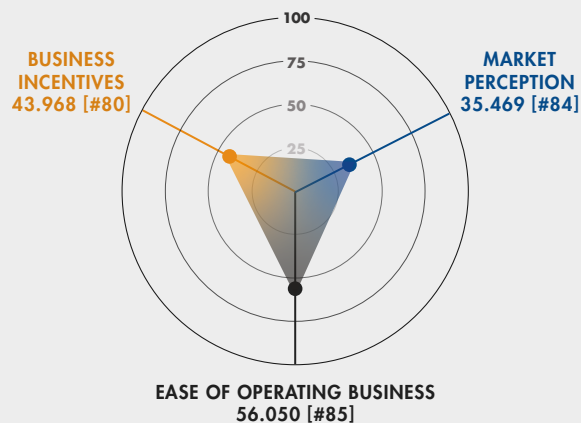 100
BUSINESS
INCENTIVES
43.968 [#80]
75
MARKET
PERCEPTION
35.469 [#84]
50
25
EASE OF OPERATING BUSINESS
56.050 [#85]